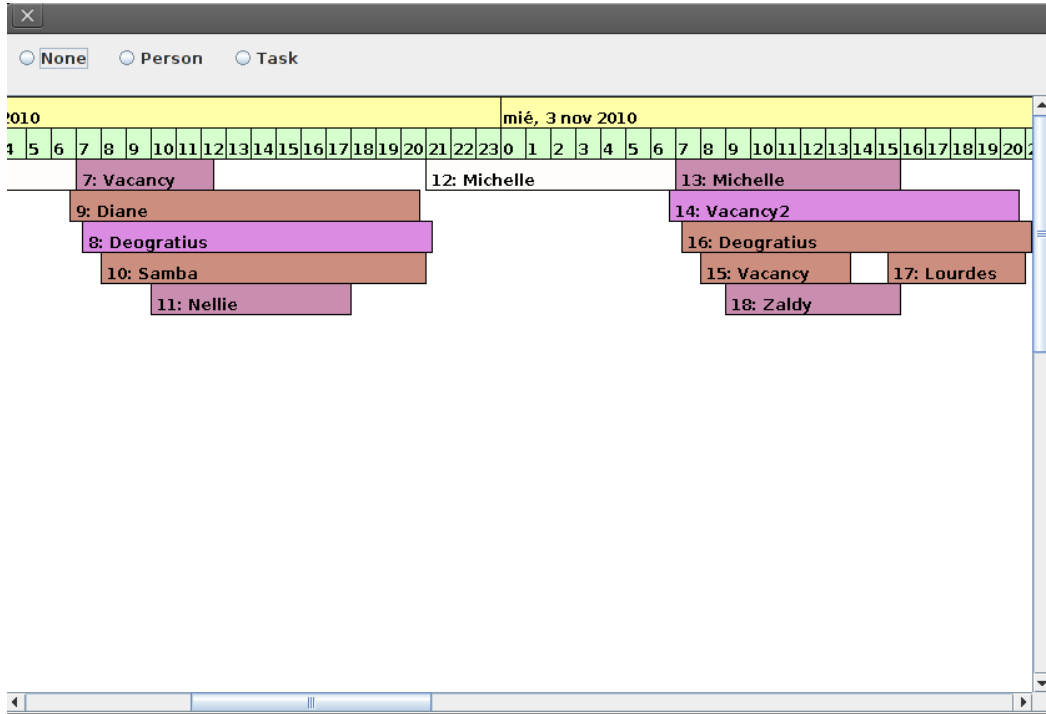 None Person Task
2010 mié, 3 nov 2010
4 5 6 7 8 9 10 11 12 13 14 15 16 17 18 19 20 21 22 23 0 1 2 3 4 5 6 7 8 9 10 11 12 13 14 15 16 17 18 19 20 2
7: Vacancy 12: Michelle 13: Michelle
9: Diane 14: Vacancy2
8: Deogratius 16: Deogratius
10: Samba 15: Vacancy 17: Lourdes
11: Nellie 18: Zaldy